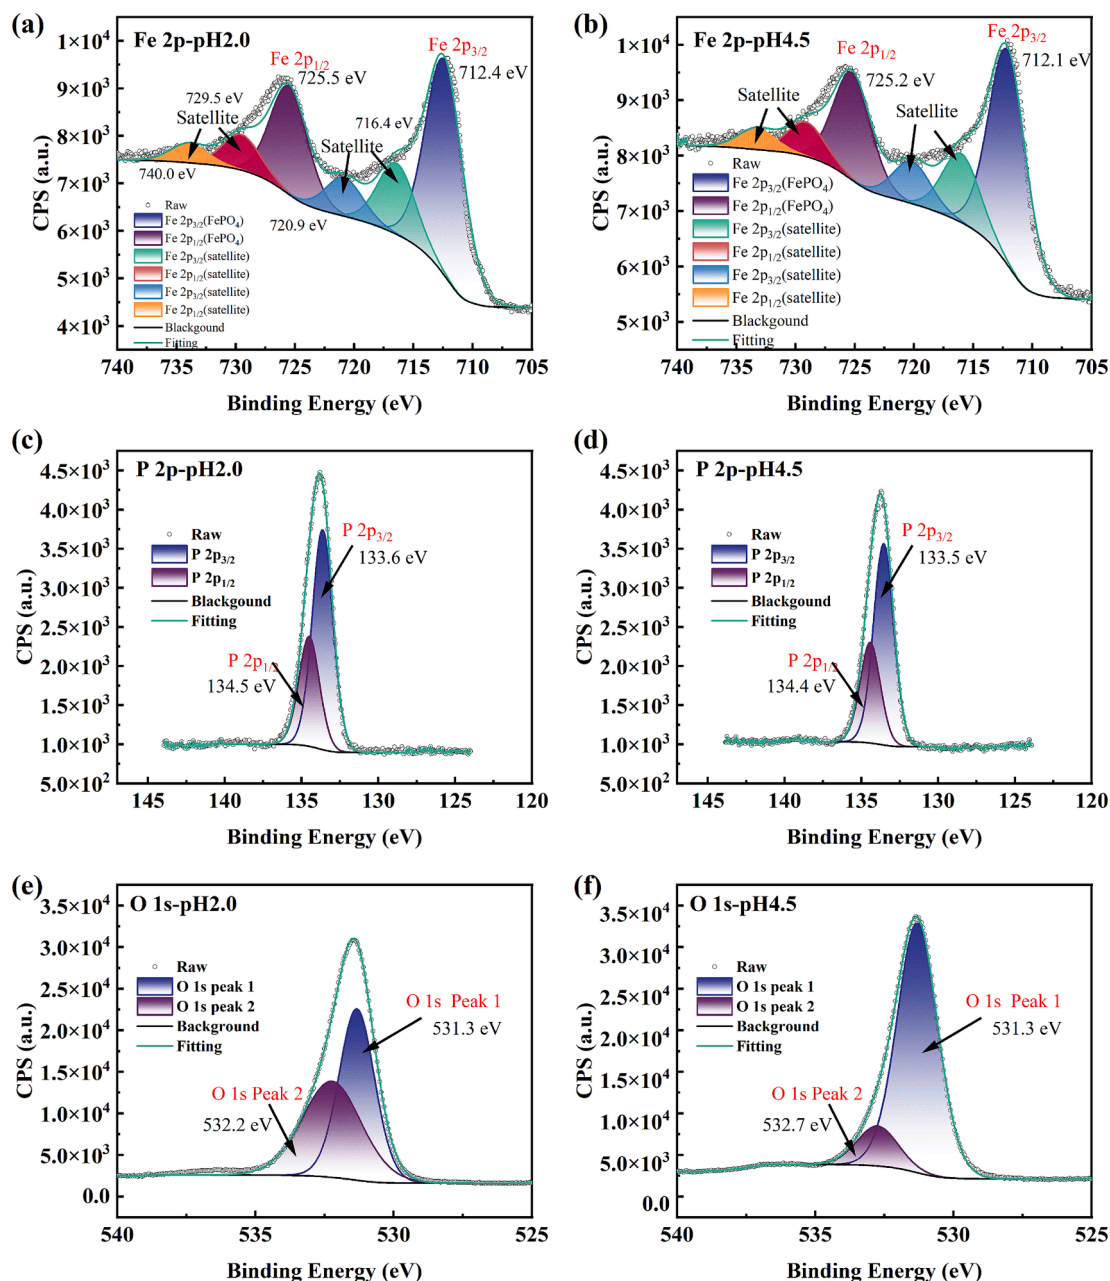 (a)
Fe 2p-pH2.0
Fe 2p3/2
712.4 eV
Fe 2p1/2
725.5 eV
729.5 eV
Satellite
716.4 eV
Satellite
740.0 eV
720.9 eV
Raw
Fe 2p3/2(FePO4)
Fe 2p1/2(FePO4)
Fe 2p3/2(satellite)
Fe 2p1/2(satellite)
Fe 2p3/2(satellite)
Fe 2p1/2(satellite)
Blackgound
Fitting
1×10⁴
9×10³
8×10³
7×10³
6×10³
5×10³
4×10³
CPS (a.u.)
740 735 730 725 720 715 710 705
Binding Energy (eV)
(b)
Fe 2p-pH4.5
Fe 2p3/2
712.1 eV
Fe 2p1/2
725.2 eV
Satellite
Satellite
Raw
Fe 2p3/2(FePO4)
Fe 2p1/2(FePO4)
Fe 2p3/2(satellite)
Fe 2p1/2(satellite)
Fe 2p3/2(satellite)
Fe 2p1/2(satellite)
Blackgound
Fitting
1×10⁴
9×10³
8×10³
7×10³
6×10³
5×10³
CPS (a.u.)
740 735 730 725 720 715 710 705
Binding Energy (eV)
(c)
P 2p-pH2.0
Raw
P 2p3/2
P 2p1/2
Blackgound
Fitting
P 2p3/2
133.6 eV
P 2p1/2
134.5 eV
4.5×10³
4.0×10³
3.5×10³
3.0×10³
2.5×10³
2.0×10³
1.5×10³
1.0×10³
5.0×10²
CPS (a.u.)
145 140 135 130 125 120
Binding Energy (eV)
(d)
P 2p-pH4.5
Raw
P 2p3/2
P 2p1/2
Blackgound
Fitting
P 2p3/2
133.5 eV
P 2p1/2
134.4 eV
4.5×10³
4.0×10³
3.5×10³
3.0×10³
2.5×10³
2.0×10³
1.5×10³
1.0×10³
5.0×10²
CPS (a.u.)
145 140 135 130 125 120
Binding Energy (eV)
(e)
O 1s-pH2.0
Raw
O 1s peak 1
O 1s peak 2
Background
Fitting
O 1s Peak 1
531.3 eV
O 1s Peak 2
532.2 eV
3.5×10⁴
3.0×10⁴
2.5×10⁴
2.0×10⁴
1.5×10⁴
1.0×10⁴
5.0×10³
0.0
CPS (a.u.)
540 535 530 525
Binding Energy (eV)
(f)
O 1s-pH4.5
Raw
O 1s peak 1
O 1s peak 2
Background
Fitting
O 1s Peak 1
531.3 eV
O 1s Peak 2
532.7 eV
3.5×10⁴
3.0×10⁴
2.5×10⁴
2.0×10⁴
1.5×10⁴
1.0×10⁴
5.0×10³
0.0
CPS (a.u.)
540 535 530 525
Binding Energy (eV)